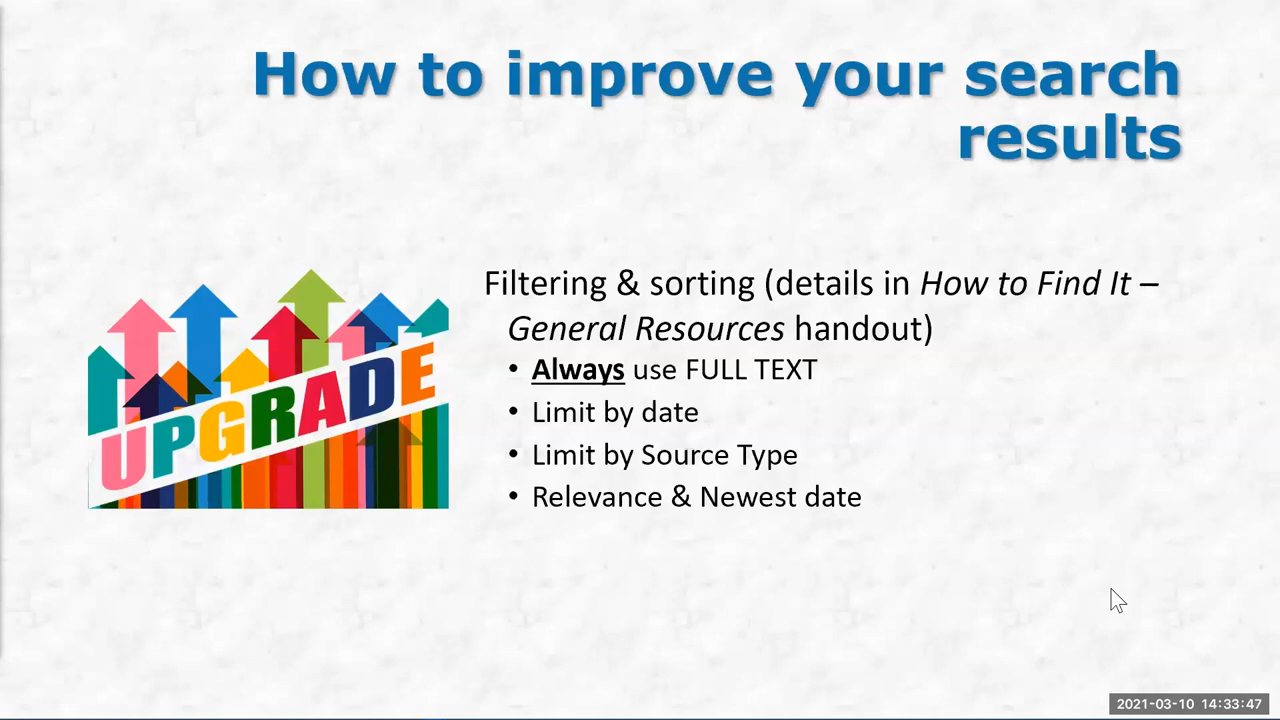 How to improve your search
results
UPGRADE
Filtering & sorting (details in How to Find It –
General Resources handout)
• Always use FULL TEXT
• Limit by date
• Limit by Source Type
• Relevance & Newest date
2021-03-10 14:33:47